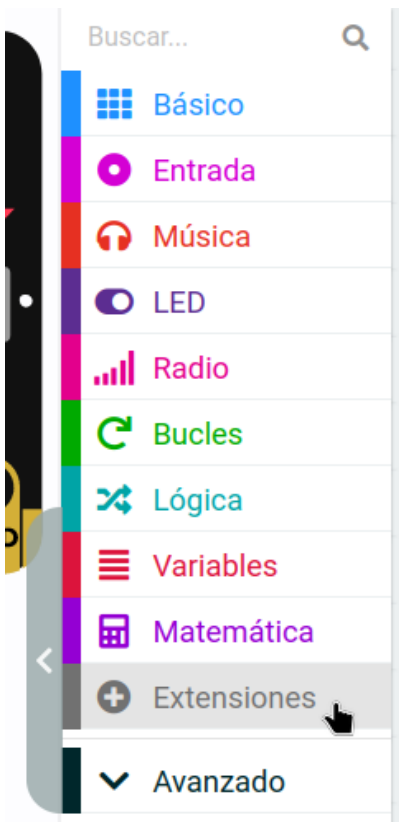 Buscar...
Básico
Entrada
Música
LED
Radio
Bucles
Lógica
Variables
Matemática
Extensiones
Avanzado